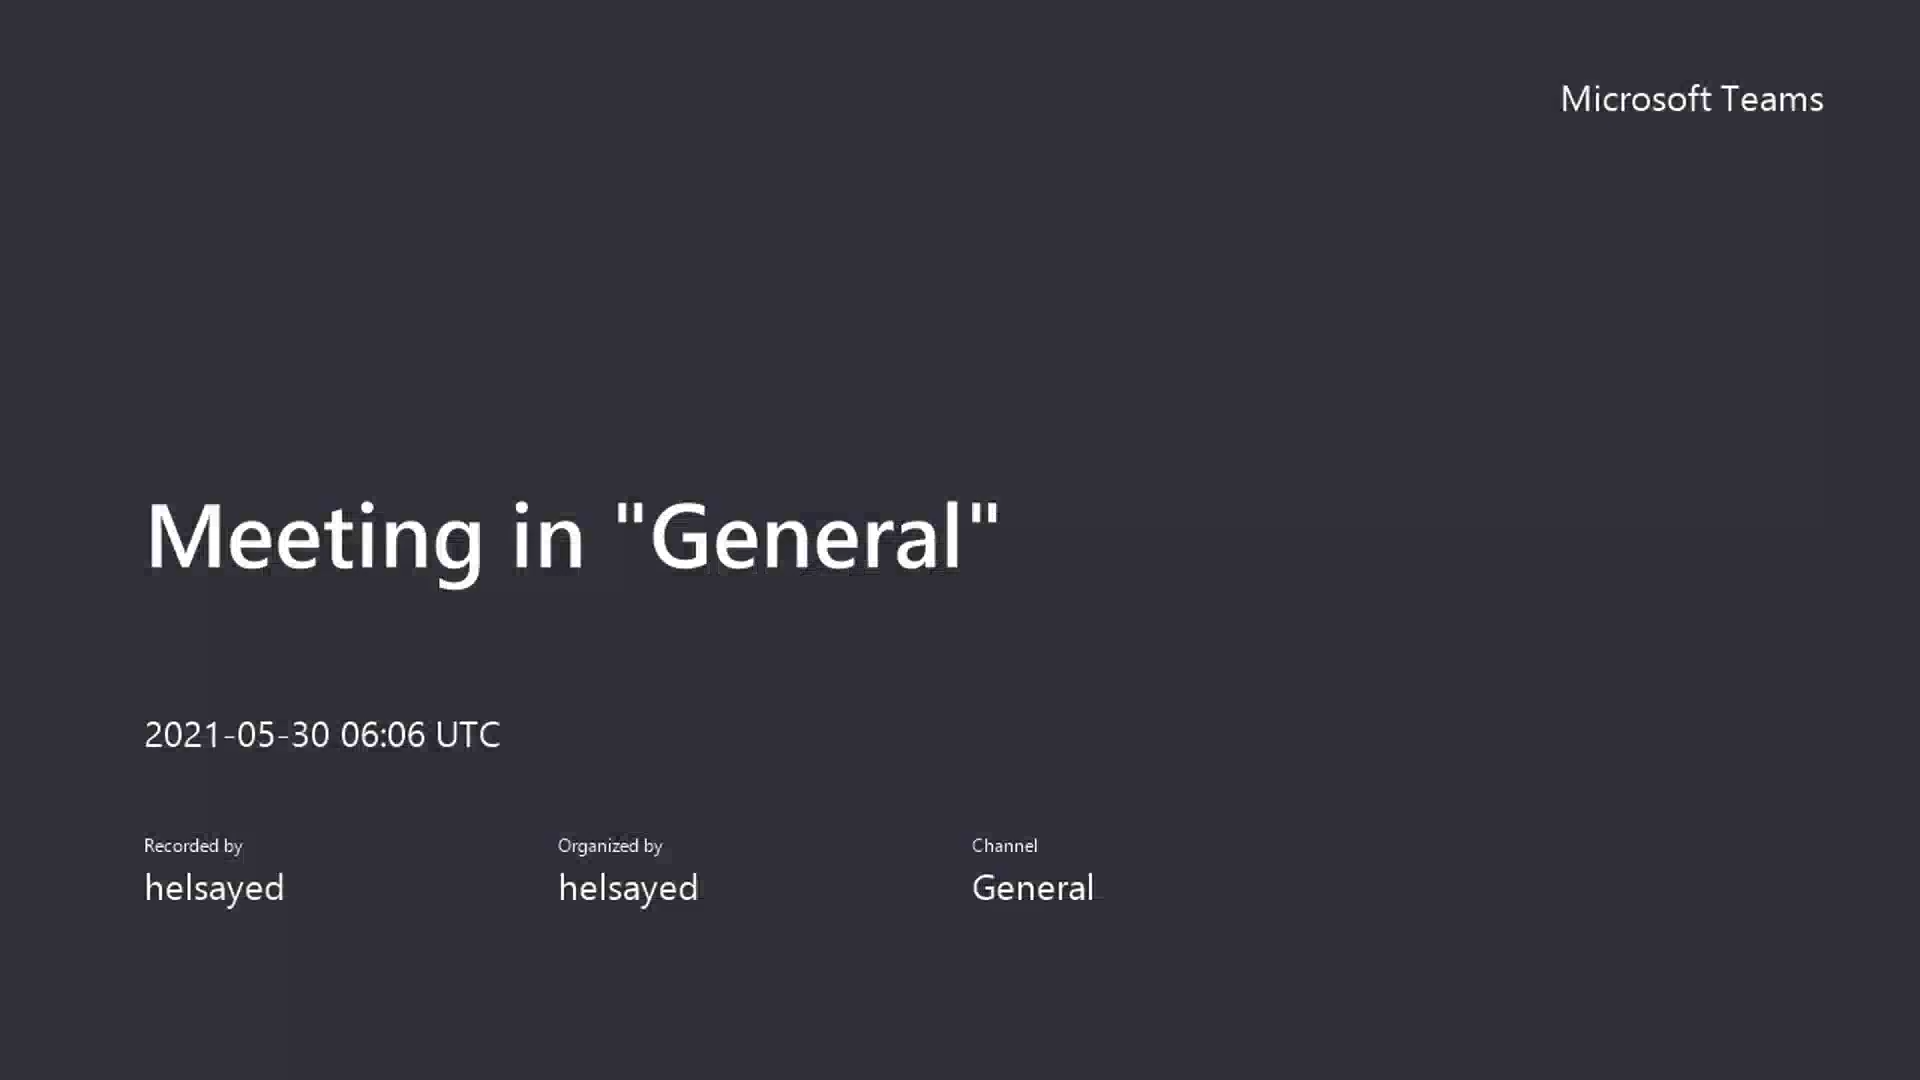 Microsoft Teams
Meeting in "General"
2021-05-30 06:06 UTC
Recorded by
helsayed
Organized by
helsayed
Channel
General